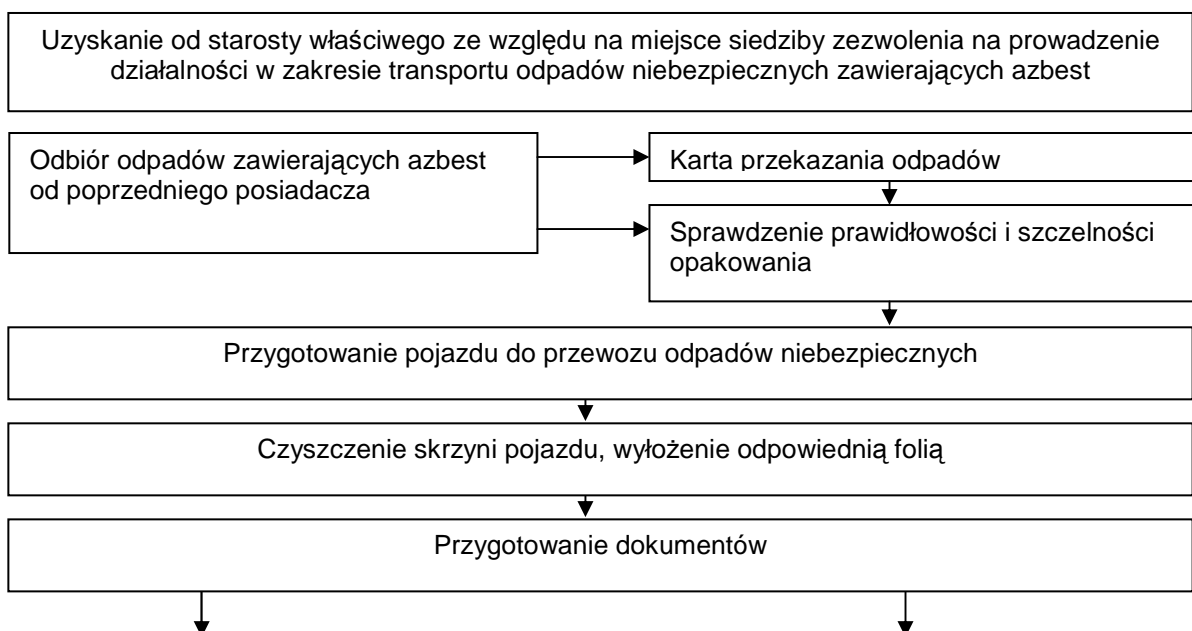 Uzyskanie od starosty właściwego ze względu na miejsce siedziby zezwolenia na prowadzenie
działalności w zakresie transportu odpadów niebezpiecznych zawierających azbest
Odbiór odpadów zawierających azbest
od poprzedniego posiadacza
Karta przekazania odpadów
Sprawdzenie prawidłowości i szczelności
opakowania
Przygotowanie pojazdu do przewozu odpadów niebezpiecznych
Czyszczenie skrzyni pojazdu, wyłożenie odpowiednią folią
Przygotowanie dokumentów